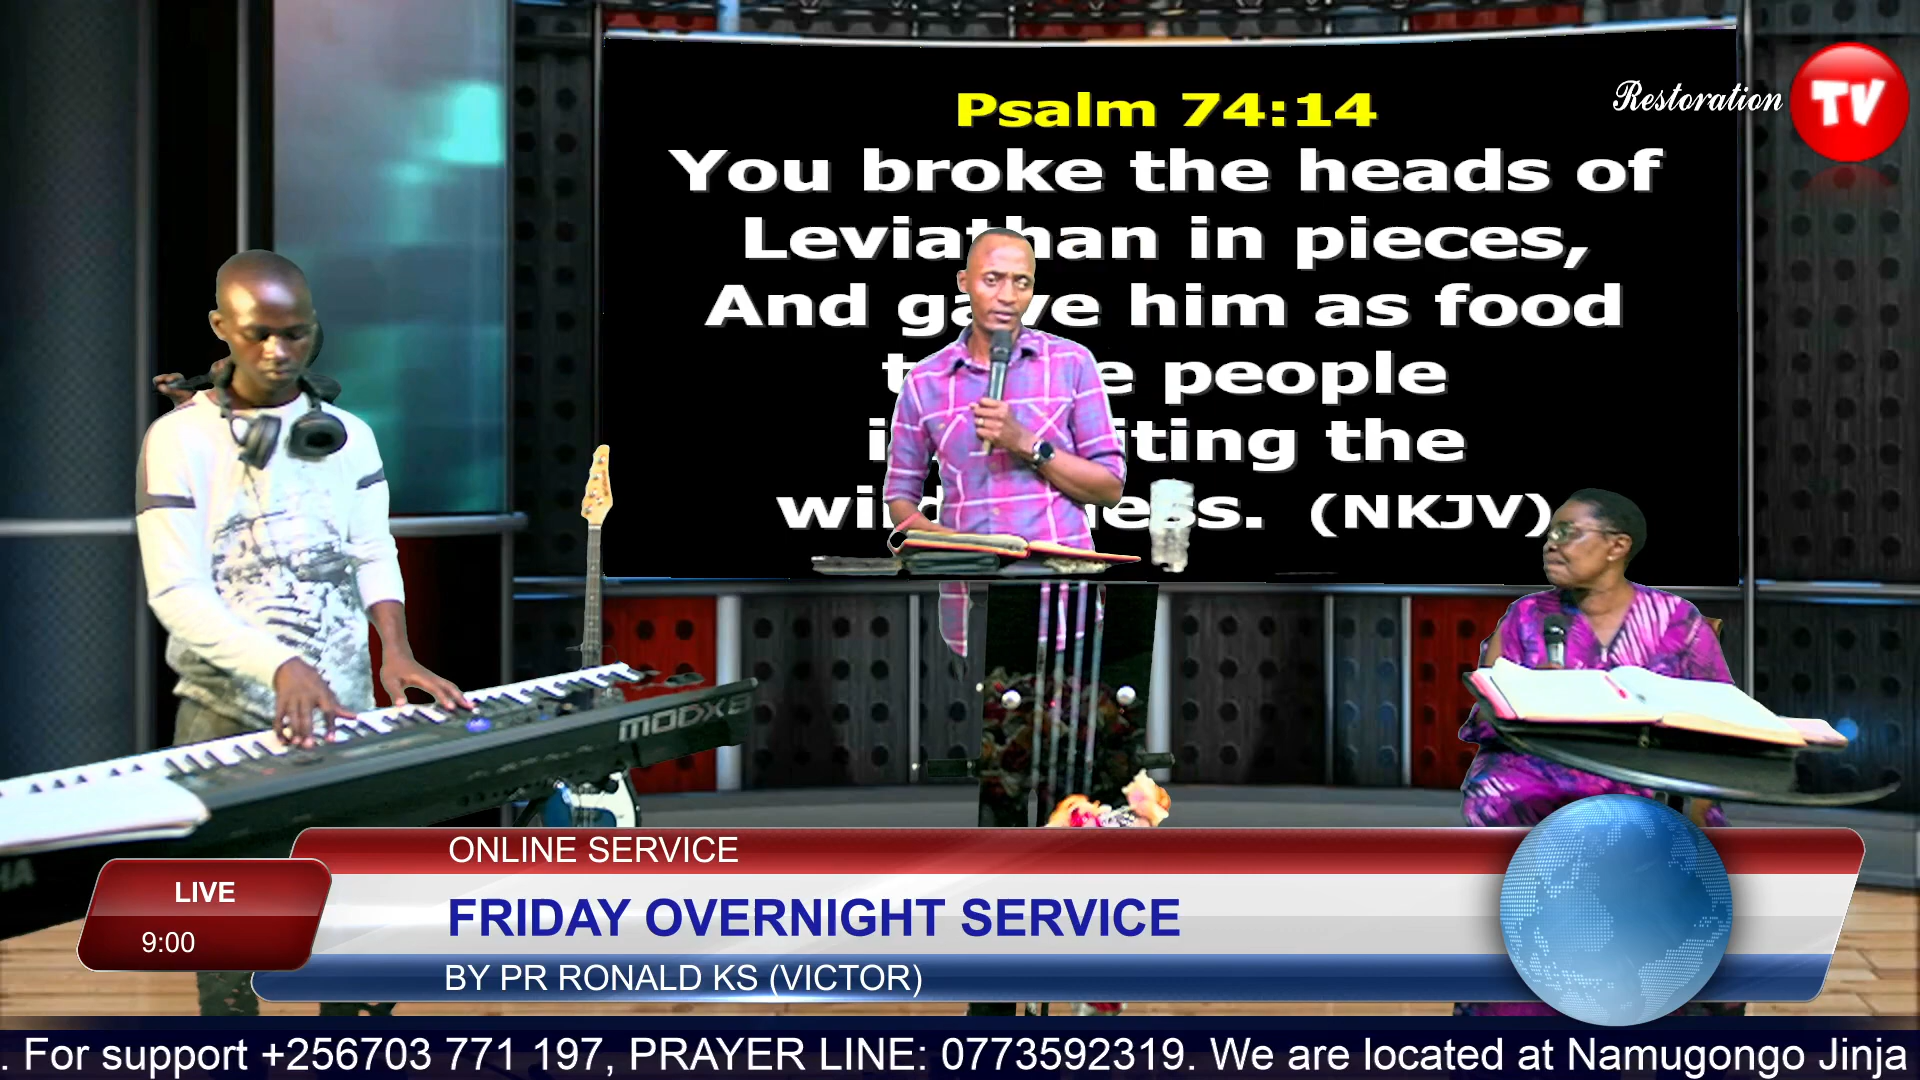 Psalm 74:14
Restoration TV
You broke the heads of
Leviathan in pieces,
And gave him as food
people
the
(NKJV)
MODX8
ONLINE SERVICE
LIVE
FRIDAY OVERNIGHT SERVICE
9:00
BY PR RONALD KS (VICTOR)
. For support +256703 771 197, PRAYER LINE: 0773592319. We are located at Namugongo Jinja